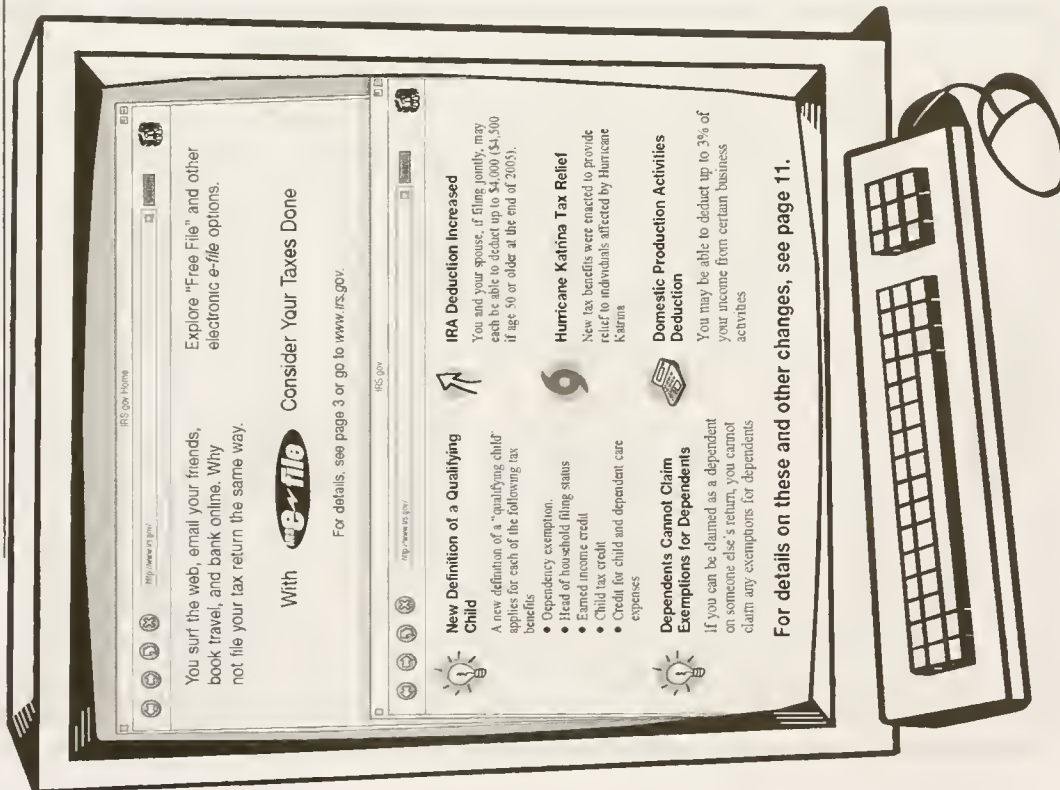 IRS.gov Home
http://www.irs.gov/
You surf the web, email your friends,
book travel, and bank online. Why
not file your tax return the same way.
Explore "Free File" and other
electronic e-file options.
With e-file Consider Your Taxes Done
For details, see page 3 or go to www.irs.gov.
IRS.gov
http://www.irs.gov/
New Definition of a Qualifying
Child
A new definition of a "qualifying child"
applies for each of the following tax
benefits
• Dependency exemption.
• Head of household filing status
• Earned income credit
• Child tax credit
• Credit for child and dependent care
expenses
Dependents Cannot Claim
Exemptions for Dependents
If you can be claimed as a dependent
on someone else's return, you cannot
claim any exemptions for dependents
IRA Deduction Increased
You and your spouse, if filing jointly, may
each be able to deduct up to $4,000 ($4,500
if age 50 or older at the end of 2005).
Hurricane Katrina Tax Relief
New tax benefits were enacted to provide
relief to individuals affected by Hurricane
Katrina
Domestic Production Activities
Deduction
You may be able to deduct up to 3% of
your income from certain business
activities
For details on these and other changes, see page 11.